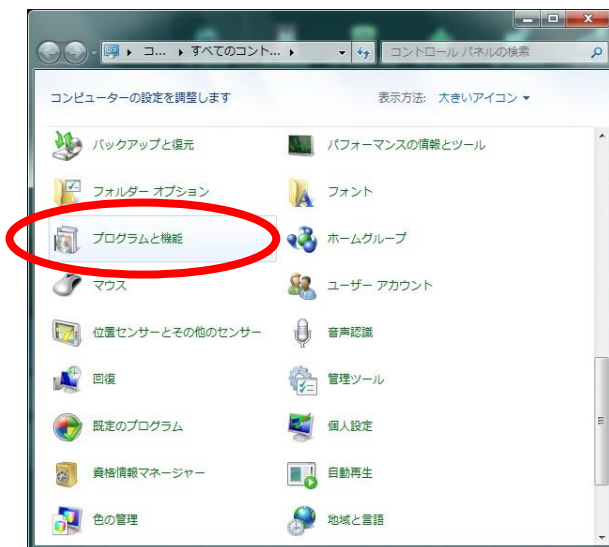 コ... すべてのコント... コントロール パネルの検索
コンピューターの設定を調整します 表示方法: 大きいアイコン
バックアップと復元 パフォーマンスの情報とツール
フォルダー オプション フォント
プログラムと機能 ホームグループ
マウス ユーザー アカウント
位置センサーとその他のセンサー 音声認識
回復 管理ツール
既定のプログラム 個人設定
資格情報マネージャー 自動再生
色の管理 地域と言語